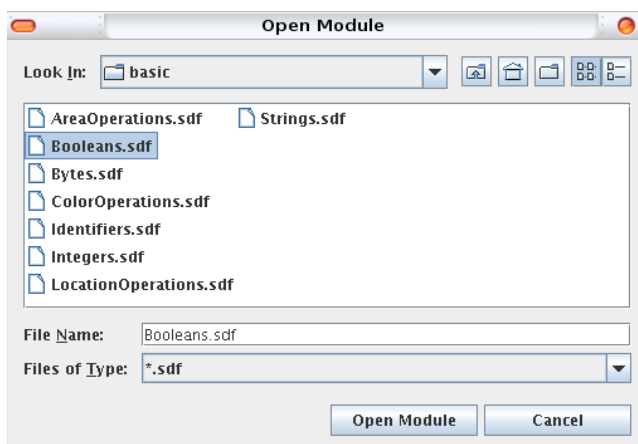 Open Module
Look In: basic
AreaOperations.sdf Strings.sdf
Booleans.sdf
Bytes.sdf
ColorOperations.sdf
Identifiers.sdf
Integers.sdf
LocationOperations.sdf
File Name: Booleans.sdf
Files of Type: *.sdf
Open Module Cancel